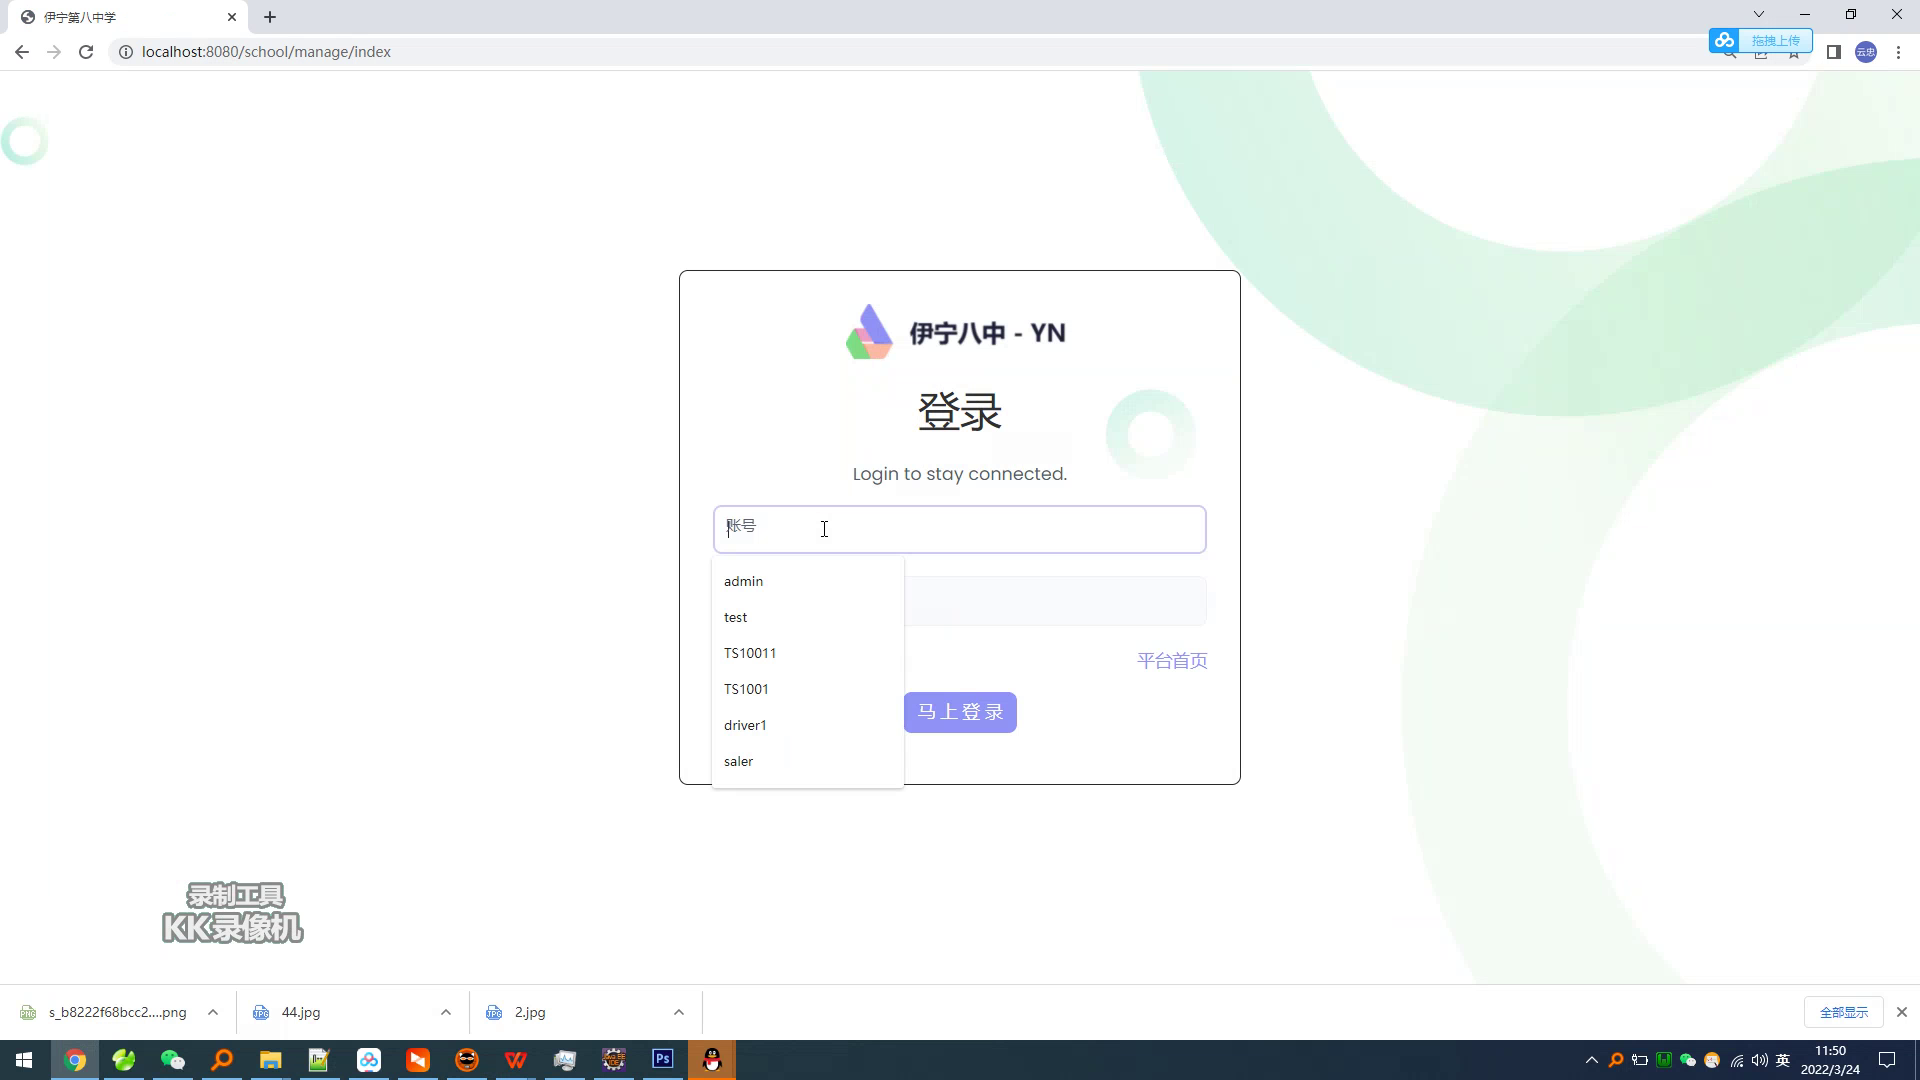 伊宁第八中学
localhost:8080/school/manage/index
拖拽上传
云忠
伊宁八中 - YN
登录
Login to stay connected.
账号
admin
test
TS10011
TS1001
driver1
saler
平台首页
马上登录
录制工具
KK录像机
s_b8222f68bcc2....png
44.jpg
2.jpg
全部显示
Ps
英
11:50
2022/3/24